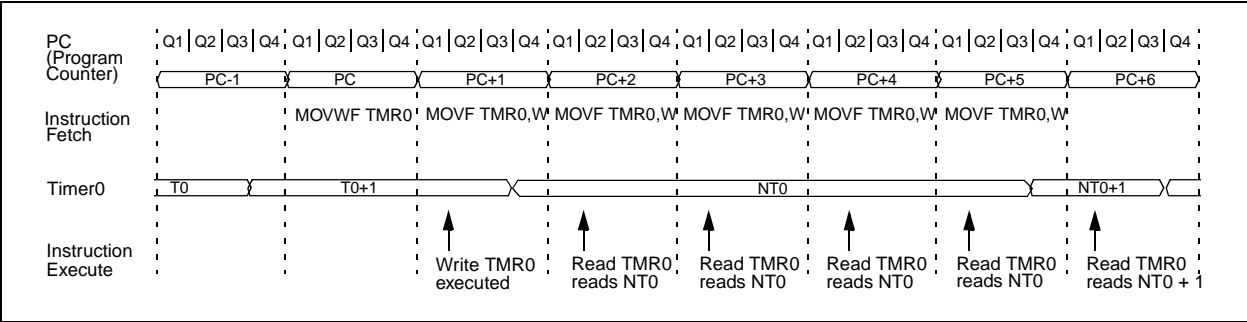 PC
(Program
Counter)
Q1 Q2 Q3 Q4 Q1 Q2 Q3 Q4 Q1 Q2 Q3 Q4 Q1 Q2 Q3 Q4 Q1 Q2 Q3 Q4 Q1 Q2 Q3 Q4 Q1 Q2 Q3 Q4 Q1 Q2 Q3 Q4
PC-1 PC PC+1 PC+2 PC+3 PC+4 PC+5 PC+6
Instruction
Fetch
MOVWF TMR0 MOVF TMR0,W MOVF TMR0,W MOVF TMR0,W MOVF TMR0,W MOVF TMR0,W
Timer0
T0 T0+1 NT0 NT0+1
Instruction
Execute
Write TMR0
executed
Read TMR0
reads NT0
Read TMR0
reads NT0
Read TMR0
reads NT0
Read TMR0
reads NT0
Read TMR0
reads NT0 + 1